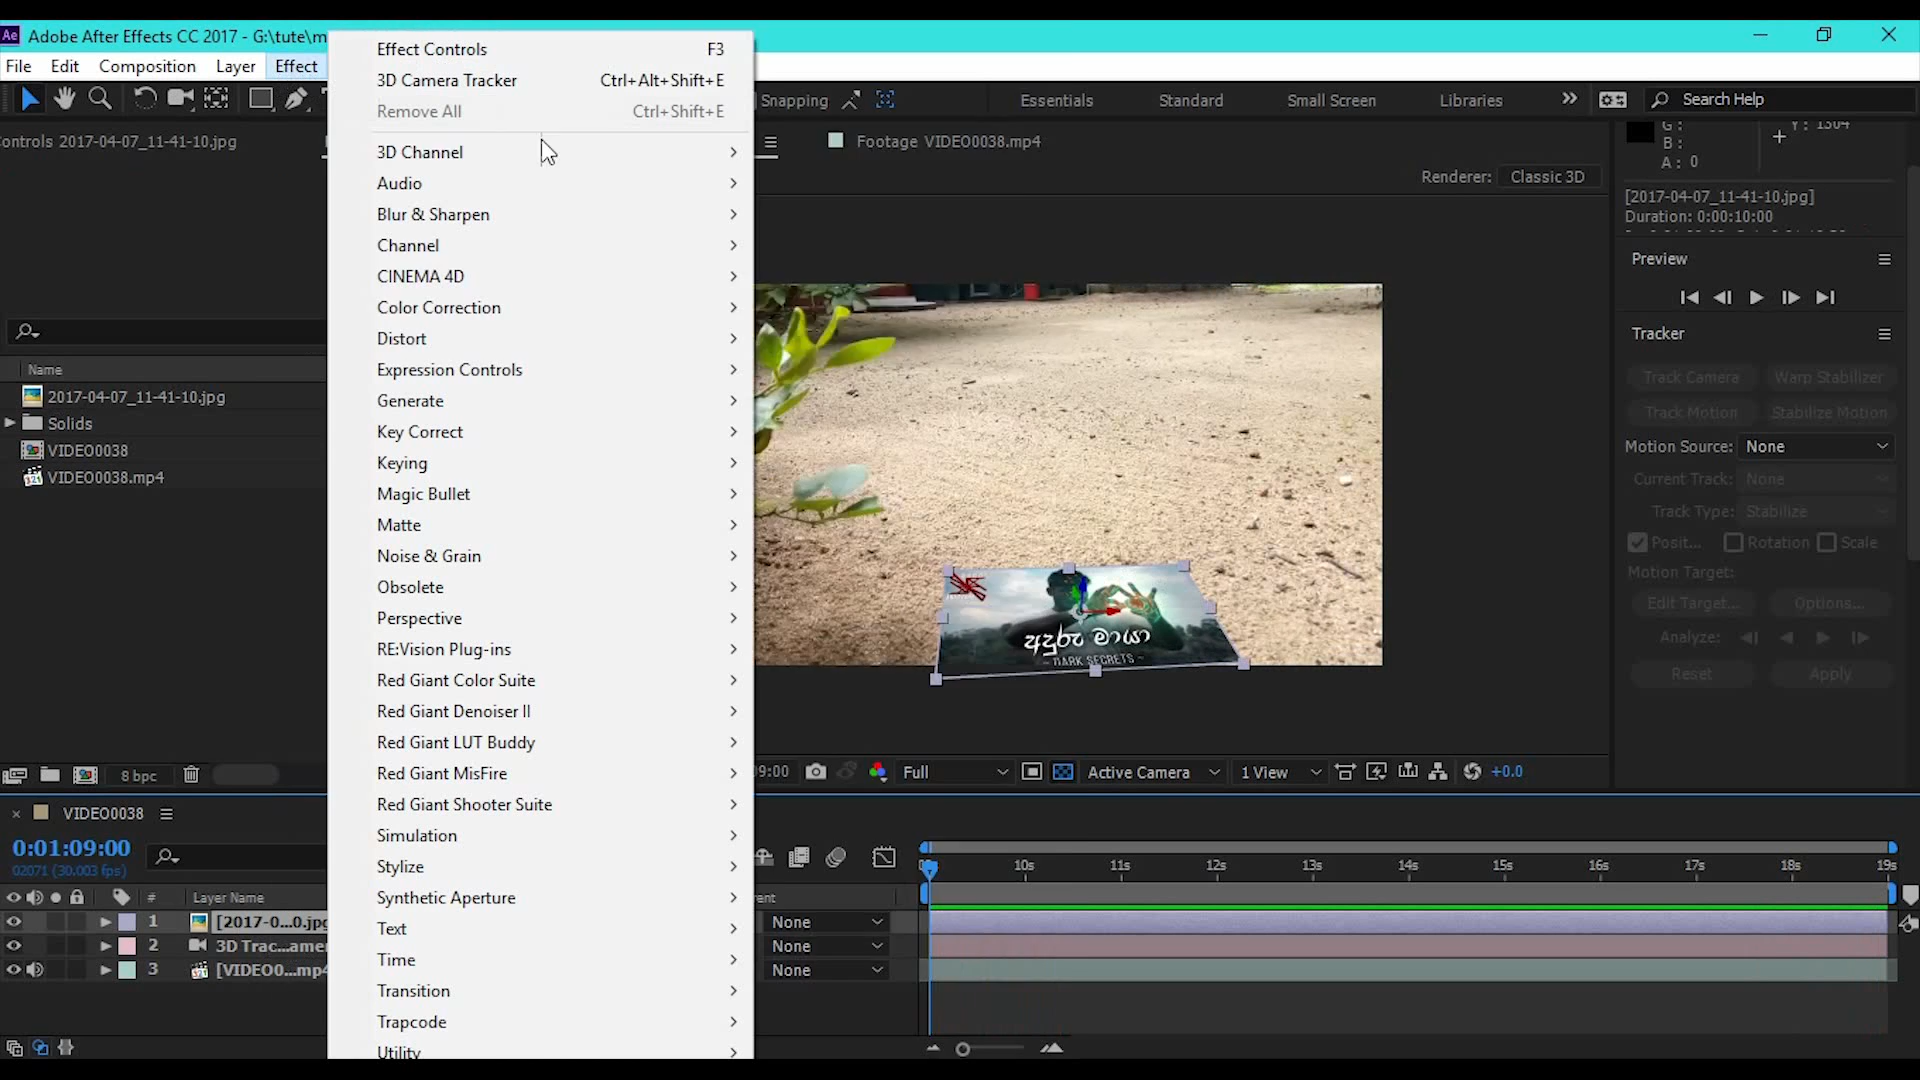 Ae Adobe After Effects CC 2017 - G:\tute\m
File Edit Composition Layer Effect
Effect Controls F3
3D Camera Tracker Ctrl+Alt+Shift+E
Remove All Ctrl+Shift+E
3D Channel
Audio
Blur & Sharpen
Channel
CINEMA 4D
Color Correction
Distort
Expression Controls
Generate
Key Correct
Keying
Magic Bullet
Matte
Noise & Grain
Obsolete
Perspective
RE:Vision Plug-ins
Red Giant Color Suite
Red Giant Denoiser II
Red Giant LUT Buddy
Red Giant MisFire
Red Giant Shooter Suite
Simulation
Stylize
Synthetic Aperture
Text
Time
Transition
Trapcode
Utility
Snapping
Essentials Standard Small Screen Libraries
Search Help
ontrols 2017-04-07_11-41-10.jpg
Footage VIDEO0038.mp4
Renderer: Classic 3D
G:
B:
A: 0
Y: 1304
[2017-04-07_11-41-10.jpg]
Duration: 0:00:10:00
Preview
Tracker
Track Camera Warp Stabilizer
Track Motion Stabilize Motion
Motion Source: None
Current Track: None
Track Type: Stabilize
Posit... Rotation Scale
Motion Target:
Edit Target... Options...
Analyze:
Reset Apply
Name
2017-04-07_11-41-10.jpg
Solids
VIDEO0038
VIDEO0038.mp4
අඳුරු මායා
~ DARK SECRETS ~
8 bpc
09:00 Full Active Camera 1 View +0.0
VIDEO0038
0:01:09:00
02071 (30.003 fps)
# Layer Name
1 [2017-0...0.jpg
2 3D Trac...amer
3 [VIDEO0...mp4
None
None
None
10s 11s 12s 13s 14s 15s 16s 17s 18s 19s